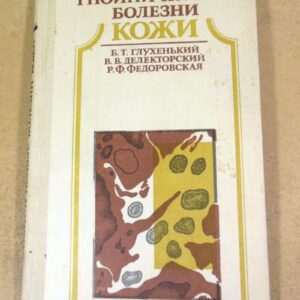 БОЛЕЗНИ
КОЖИ
Б. Т. ГЛУХЕНЬКИЙ
В. В. ДЕЛЕКТОРСКИЙ
Р. Ф. ФЕДОРОВСКАЯ